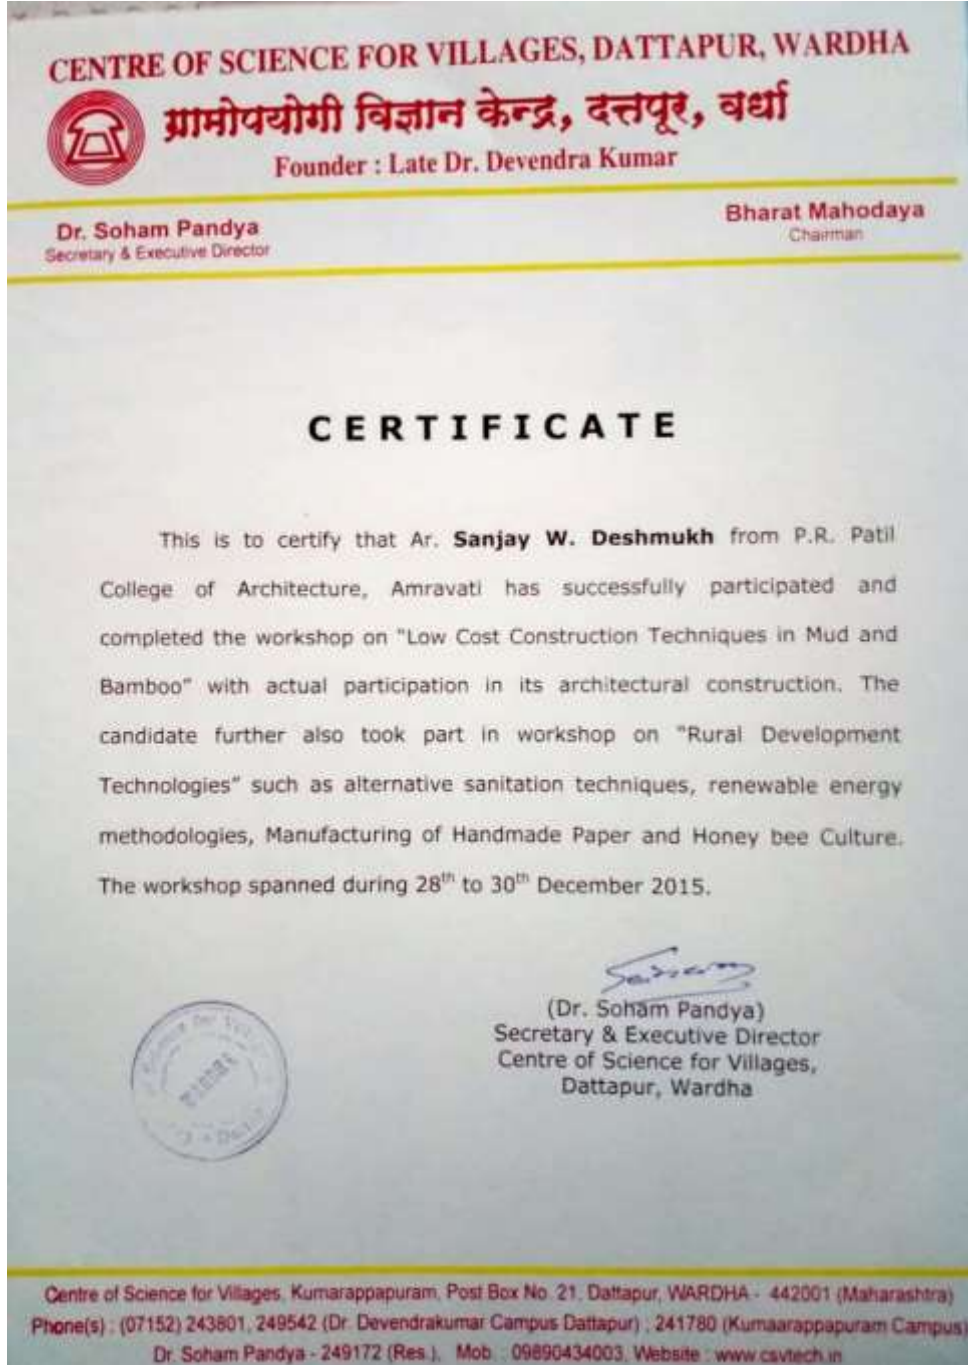 CENTRE OF SCIENCE FOR VILLAGES, DATTAPUR, WARDHA
ग्रामोपयोगी विज्ञान केन्द्र, दत्तपूर, वर्धा
Founder : Late Dr. Devendra Kumar
Dr. Soham Pandya
Secretary & Executive Director
Bharat Mahodaya
Chairman
CERTIFICATE
This is to certify that Ar. Sanjay W. Deshmukh from P.R. Patil
College of Architecture, Amravati has successfully participated and
completed the workshop on "Low Cost Construction Techniques in Mud and
Bamboo" with actual participation in its architectural construction. The
candidate further also took part in workshop on "Rural Development
Technologies" such as alternative sanitation techniques, renewable energy
methodologies, Manufacturing of Handmade Paper and Honey bee Culture.
The workshop spanned during 28th to 30th December 2015.
(Dr. Soham Pandya)
Secretary & Executive Director
Centre of Science for Villages,
Dattapur, Wardha
Centre of Science for Villages, Kumarappapuram, Post Box No. 21, Dattapur, WARDHA - 442001 (Maharashtra)
Phone(s) : (07152) 243801, 249542 (Dr. Devendrakumar Campus Dattapur) ; 241780 (Kumaarappapuram Campus)
Dr. Soham Pandya - 249172 (Res.), Mob. : 09890434003, Website : www.csvtech.in